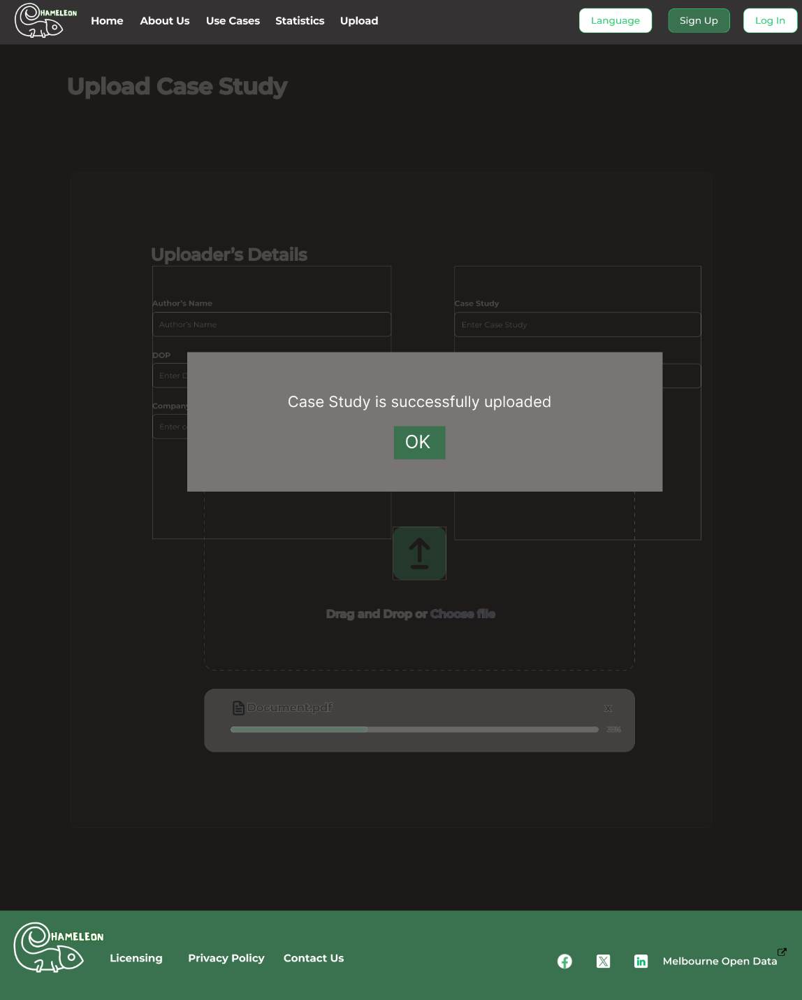 HAMELEON
Home About Us Use Cases Statistics Upload Language Sign Up Log In
Upload Case Study
Uploader's Details
Author's Name Case Study
Author's Name Enter Case Study
DOP
Enter
Company
Enter
Case Study is successfully uploaded
OK
Drag and Drop or Choose file
Document.pdf x
HAMELEON
Licensing Privacy Policy Contact Us Melbourne Open Data